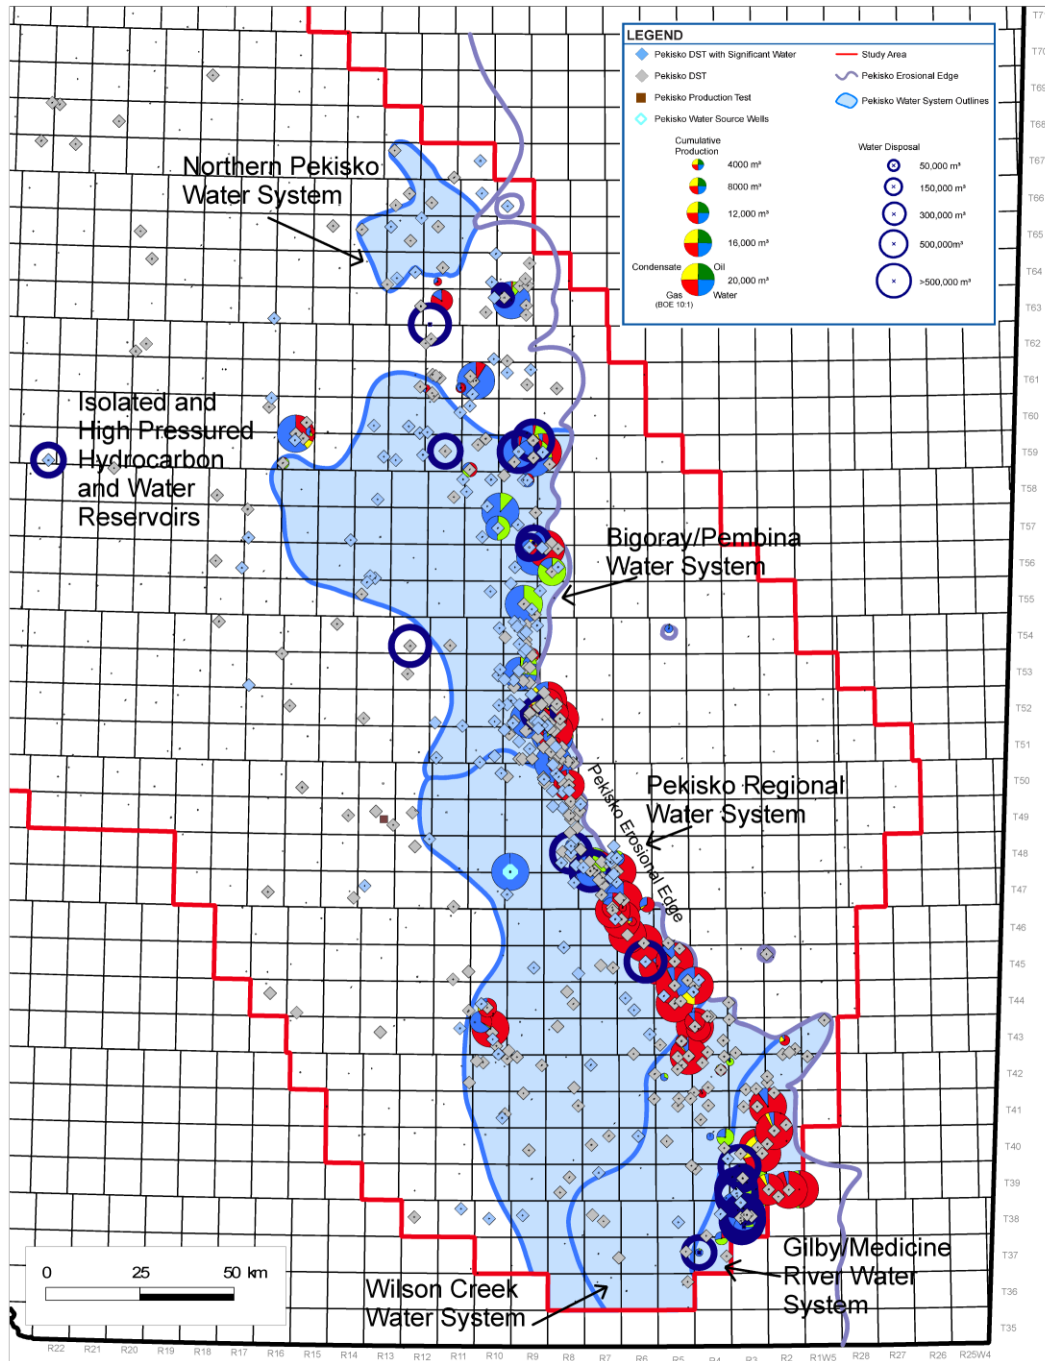 LEGEND
Pekisko DST with Significant Water
Pekisko DST
Pekisko Production Test
Pekisko Water Source Wells
Study Area
Pekisko Erosional Edge
Pekisko Water System Outlines
Cumulative
Production
4000 m³
8000 m³
12,000 m³
16,000 m³
20,000 m³
Condensate
Oil
Gas
Water
(BOE 10:1)
Water Disposal
50,000 m³
150,000 m³
300,000 m³
500,000m³
>500,000 m³
Northern Pekisko
Water System
Isolated and
High Pressured
Hydrocarbon
and Water
Reservoirs
Bigoray/Pembina
Water System
Pekisko Regional
Water System
Pekisko Erosional Edge
Gilby/Medicine
River Water
System
Wilson Creek
Water System
0 25 50 km
T71
T70
T69
T68
T67
T66
T65
T64
T63
T62
T61
T60
T59
T58
T57
T56
T55
T54
T53
T52
T51
T50
T49
T48
T47
T46
T45
T44
T43
T42
T41
T40
T39
T38
T37
T36
T35
R22 R21 R20 R19 R18 R17 R16 R15 R14 R13 R12 R11 R10 R9 R8 R7 R6 R5 R4 R3 R2 R1W5 R28 R27 R26 R25W4